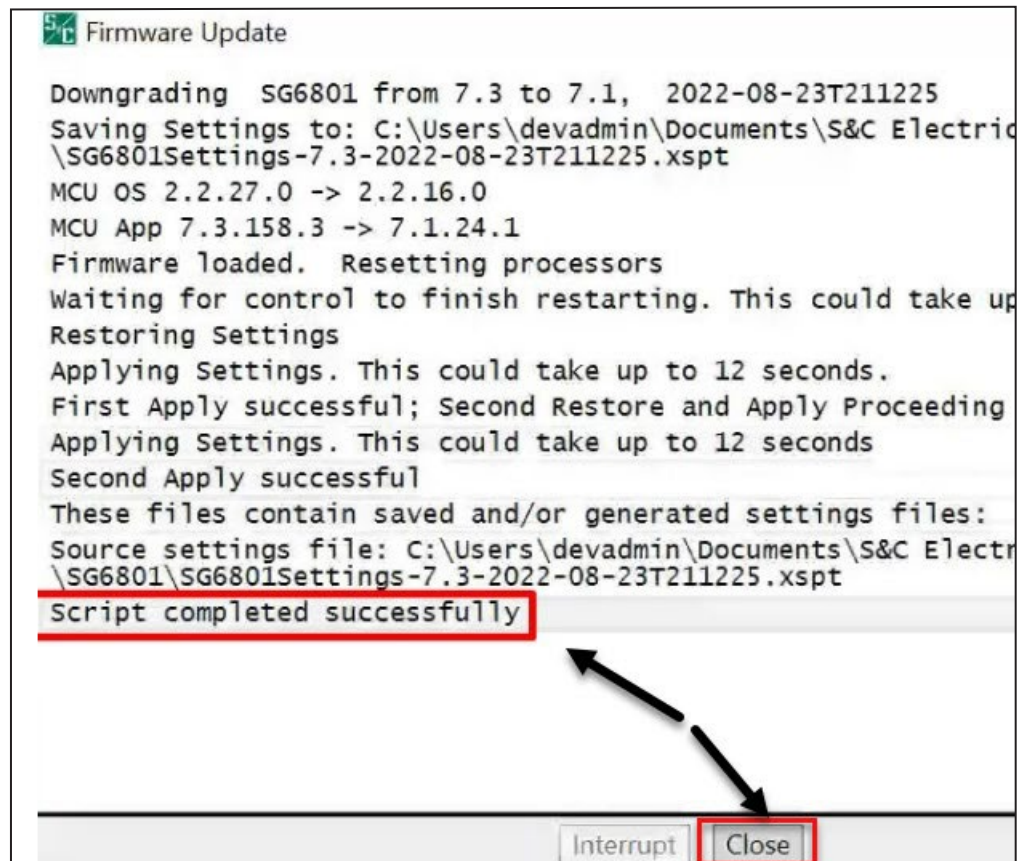 S&C Firmware Update
Downgrading SG6801 from 7.3 to 7.1, 2022-08-23T211225
Saving Settings to: C:\Users\devadmin\Documents\S&C Electric
\SG6801Settings-7.3-2022-08-23T211225.xspt
MCU OS 2.2.27.0 -> 2.2.16.0
MCU App 7.3.158.3 -> 7.1.24.1
Firmware loaded. Resetting processors
Waiting for control to finish restarting. This could take up
Restoring Settings
Applying Settings. This could take up to 12 seconds.
First Apply successful; Second Restore and Apply Proceeding
Applying Settings. This could take up to 12 seconds
Second Apply successful
These files contain saved and/or generated settings files:
Source settings file: C:\Users\devadmin\Documents\S&C Electr
\SG6801\SG6801Settings-7.3-2022-08-23T211225.xspt
Script completed successfully
Interrupt Close